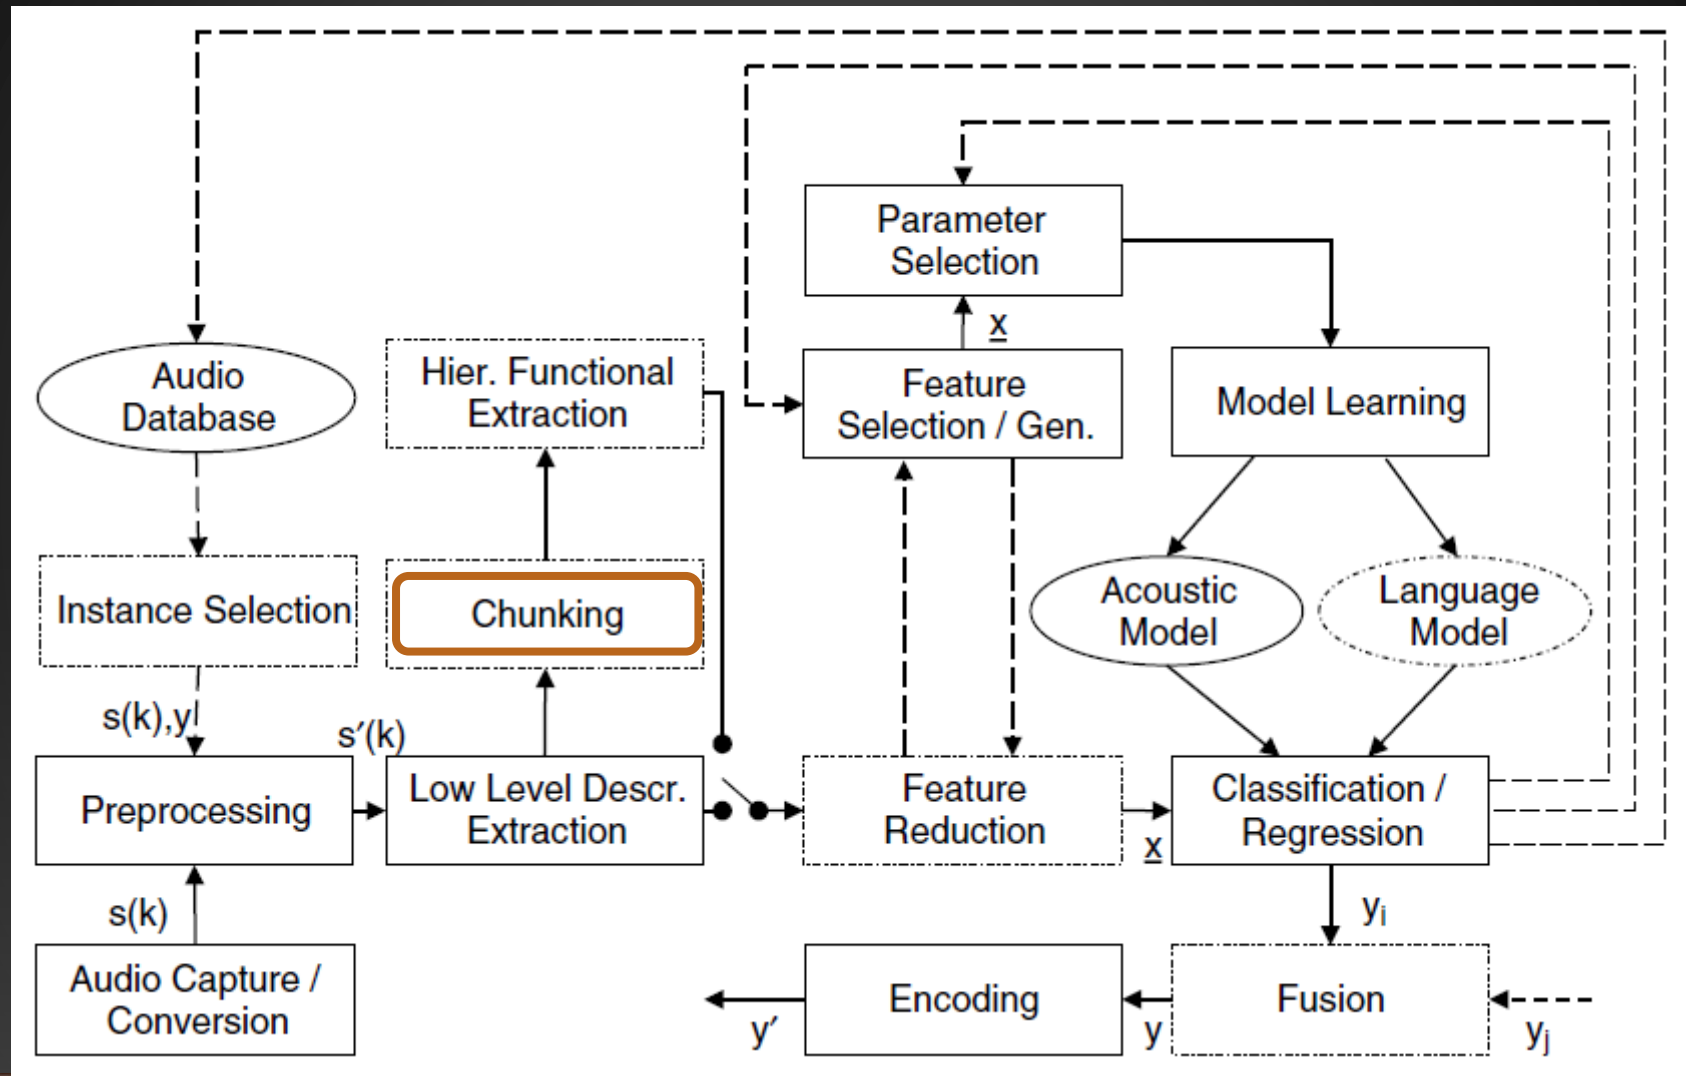 Parameter
Selection
x
Audio
Database
Hier. Functional
Extraction
Feature
Selection / Gen.
Model Learning
Instance Selection
Chunking
Acoustic
Model
Language
Model
s(k),y
s′(k)
Preprocessing
Low Level Descr.
Extraction
Feature
Reduction
x
Classification /
Regression
s(k)
yi
Audio Capture /
Conversion
y′
Encoding
y
Fusion
yj